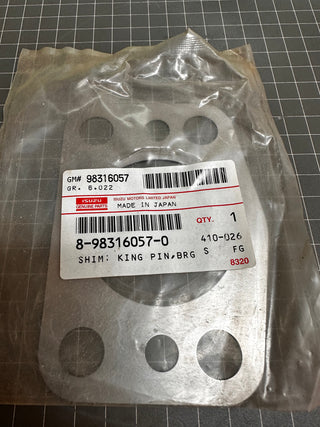 GM# 98316057
GR. 6.022
ISUZU
GENUINE PARTS
ISUZU MOTORS LIMITED JAPAN
MADE IN JAPAN
QTY. 1
8-98316057-0
410-026
SHIM: KING PIN,BRG S FG
8320